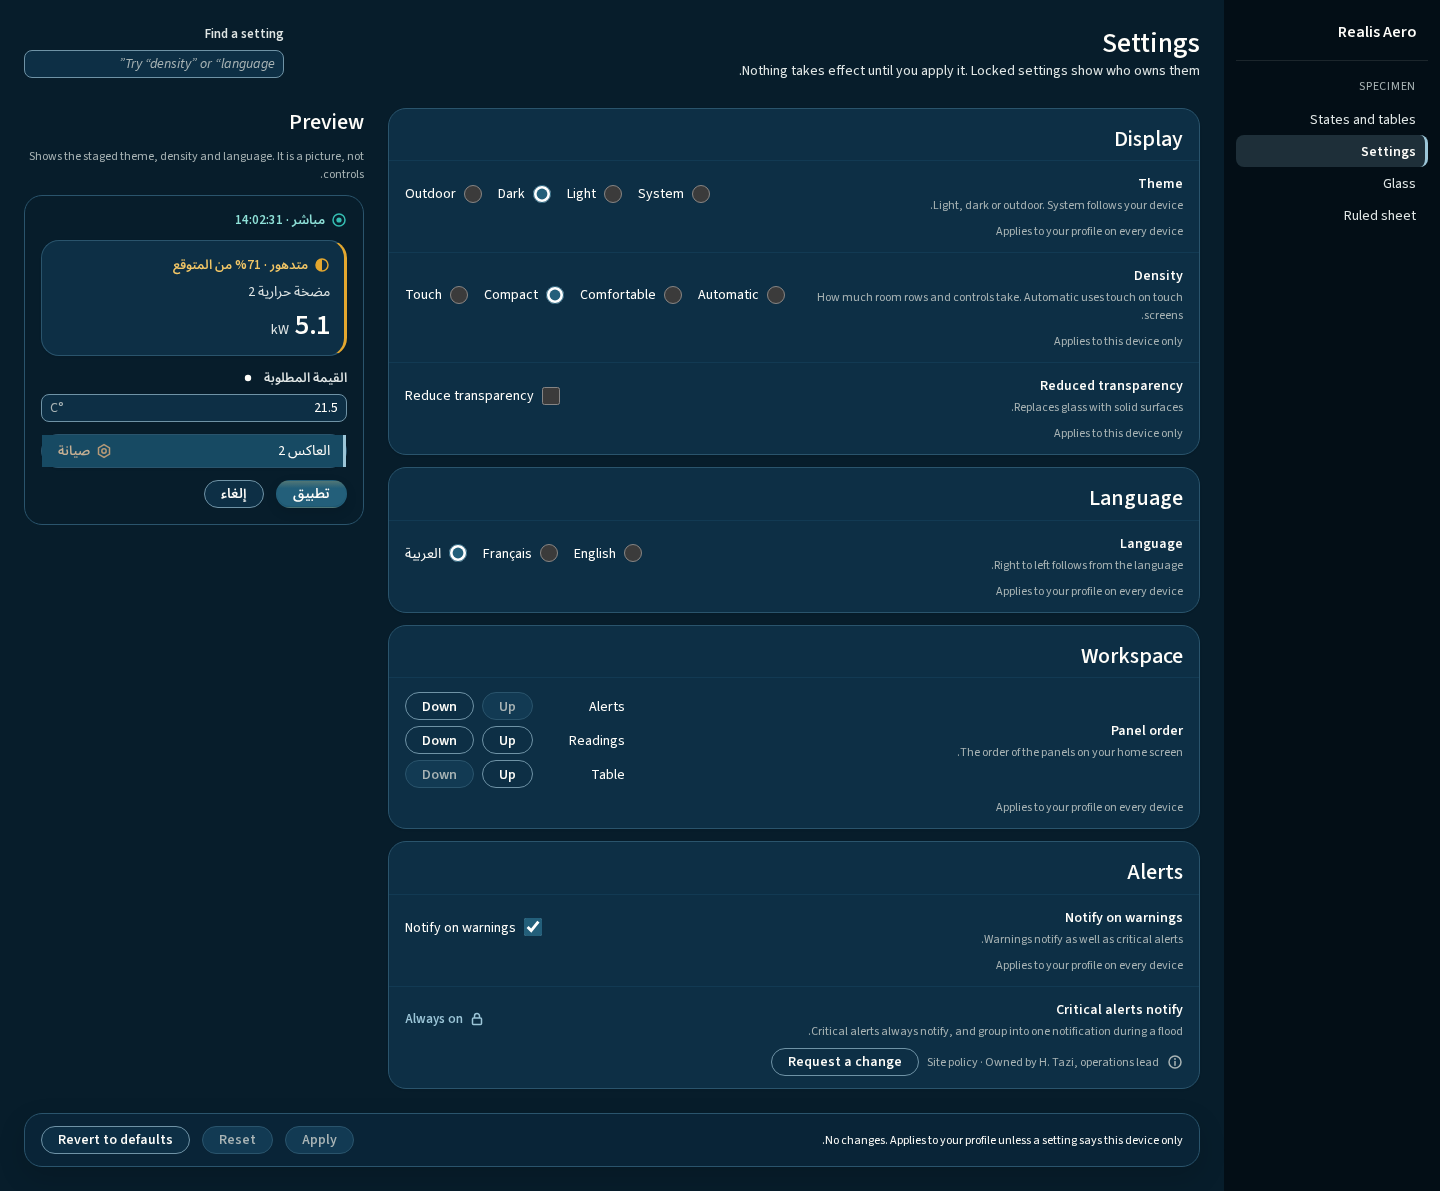 Realis Aero
SPECIMEN
States and tables
Settings
Glass
Ruled sheet
Settings
.Nothing takes effect until you apply it. Locked settings show who owns them
Find a setting
"Try “density” or “language
Display
Theme
.Light, dark or outdoor. System follows your device
Applies to your profile on every device
System
Light
Dark
Outdoor
Density
How much room rows and controls take. Automatic uses touch on touch
.screens
Applies to this device only
Automatic
Comfortable
Compact
Touch
Reduced transparency
.Replaces glass with solid surfaces
Applies to this device only
Reduce transparency
Language
Language
.Right to left follows from the language
Applies to your profile on every device
English
Français
العربية
Workspace
Panel order
.The order of the panels on your home screen
Applies to your profile on every device
Alerts
Up
Down
Readings
Up
Down
Table
Up
Down
Alerts
Notify on warnings
.Warnings notify as well as critical alerts
Applies to your profile on every device
Notify on warnings
Critical alerts notify
.Critical alerts always notify, and group into one notification during a flood
Site policy · Owned by H. Tazi, operations lead
Request a change
Always on
Preview
Shows the staged theme, density and language. It is a picture, not
.controls
مباشر · 14:02:31
متدهور · 71% من المتوقع
مضخة حرارية 2
5.1 kW
القيمة المطلوبة
21.5
C°
العاكس 2
صيانة
تطبيق
إلغاء
.No changes. Applies to your profile unless a setting says this device only
Apply
Reset
Revert to defaults